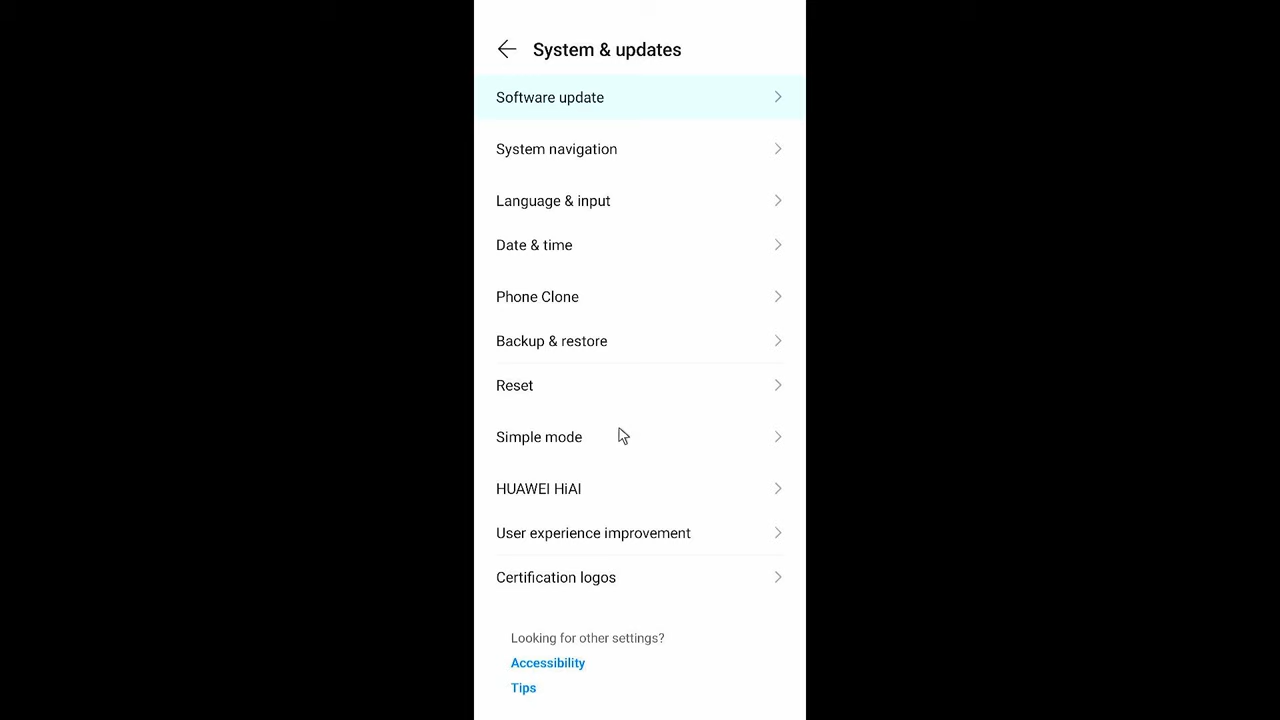 System & updates
Software update
System navigation
Language & input
Date & time
Phone Clone
Backup & restore
Reset
Simple mode
HUAWEI HiAI
User experience improvement
Certification logos
Looking for other settings?
Accessibility
Tips